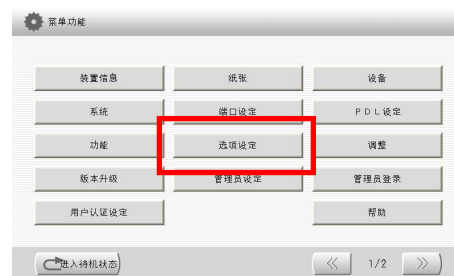 菜单功能
装置信息 纸张 设备
系统 端口设定 PDL设定
功能 选项设定 调整
版本升级 管理员设定 管理员登录
用户认证设定 帮助
进入待机状态 1/2